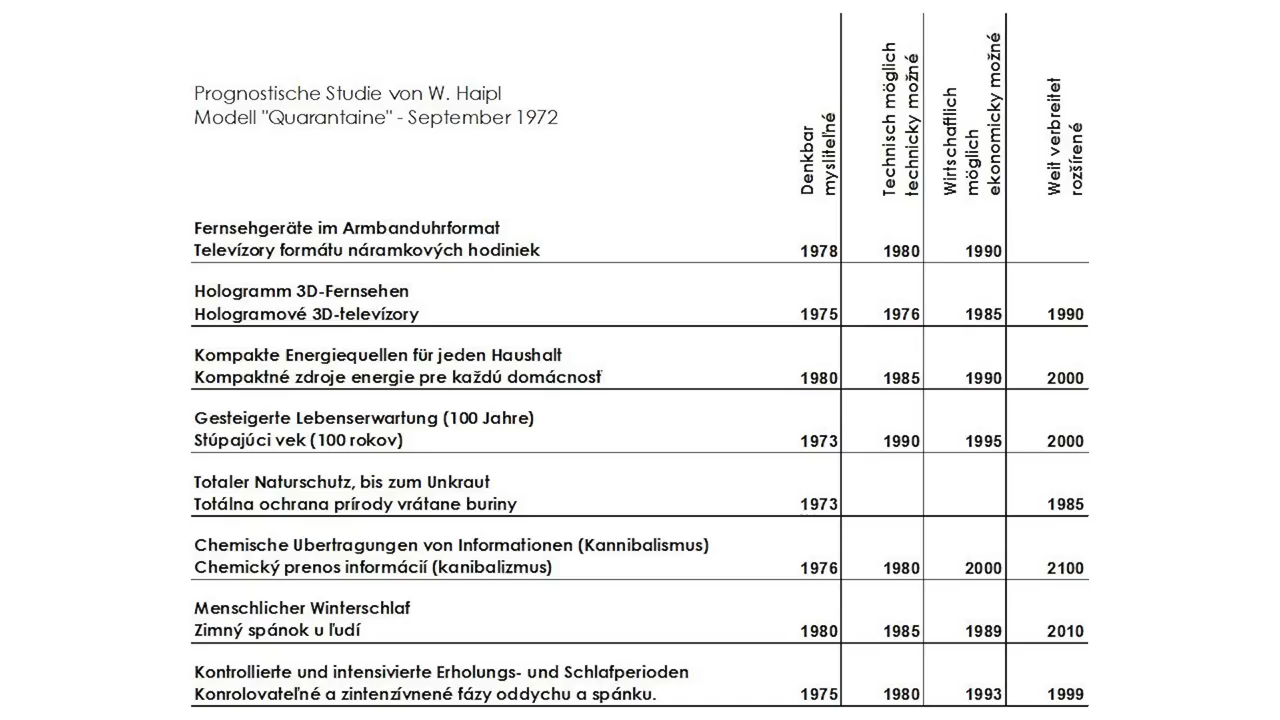 Prognostische Studie von W. Haipl
Modell "Quarantaine" - September 1972
Denkbar
mysliteľné
Technisch möglich
technicky možné
Wirtschaftlich
möglich
ekonomicky možné
Weit verbreitet
rozšírené
Fernsehgeräte im Armbanduhrformat
Televízory formátu náramkových hodiniek 1978 1980 1990
Hologramm 3D-Fernsehen
Hologramové 3D-televízory 1975 1976 1985 1990
Kompakte Energiequellen für jeden Haushalt
Kompaktné zdroje energie pre každú domácnosť 1980 1985 1990 2000
Gesteigerte Lebenserwartung (100 Jahre)
Stúpajúci vek (100 rokov) 1973 1990 1995 2000
Totaler Naturschutz, bis zum Unkraut
Totálna ochrana prírody vrátane buriny 1973 1985
Chemische Ubertragungen von Informationen (Kannibalismus)
Chemický prenos informácií (kanibalizmus) 1976 1980 2000 2100
Menschlicher Winterschlaf
Zimný spánok u ľudí 1980 1985 1989 2010
Kontrollierte und intensivierte Erholungs- und Schlafperioden
Konrolovateľné a zintenzívnené fázy oddychu a spánku. 1975 1980 1993 1999